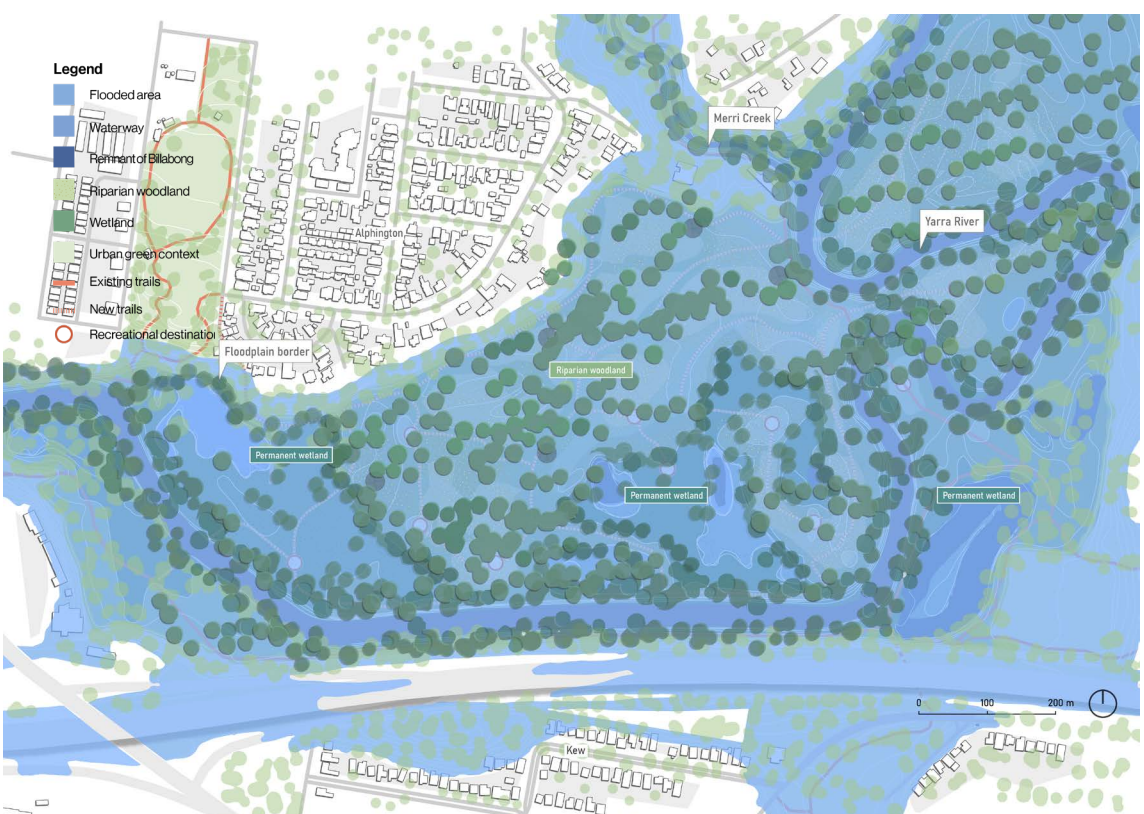 Legend
Flooded area
Waterway
Remnant of Billabong
Riparian woodland
Wetland
Urban green context
Existing trails
New trails
Recreational destinatio
Merri Creek
Yarra River
Alphington
Floodplain border
Riparian woodland
Permanent wetland
Permanent wetland
Permanent wetland
0 100 200 m
Kew